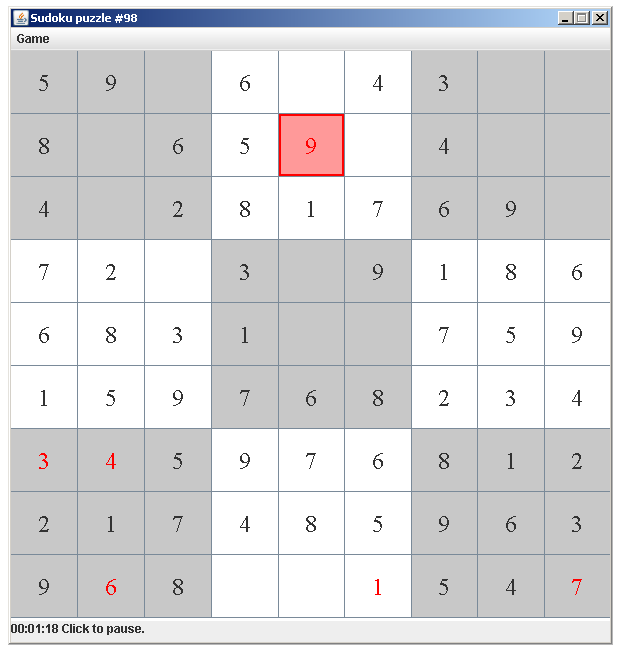 Sudoku puzzle #98
Game
5 9 6 4 3
8 6 5 9 4
4 2 8 1 7 6 9
7 2 3 9 1 8 6
6 8 3 1 7 5 9
1 5 9 7 6 8 2 3 4
3 4 5 9 7 6 8 1 2
2 1 7 4 8 5 9 6 3
9 6 8 1 5 4 7
00:01:18 Click to pause.